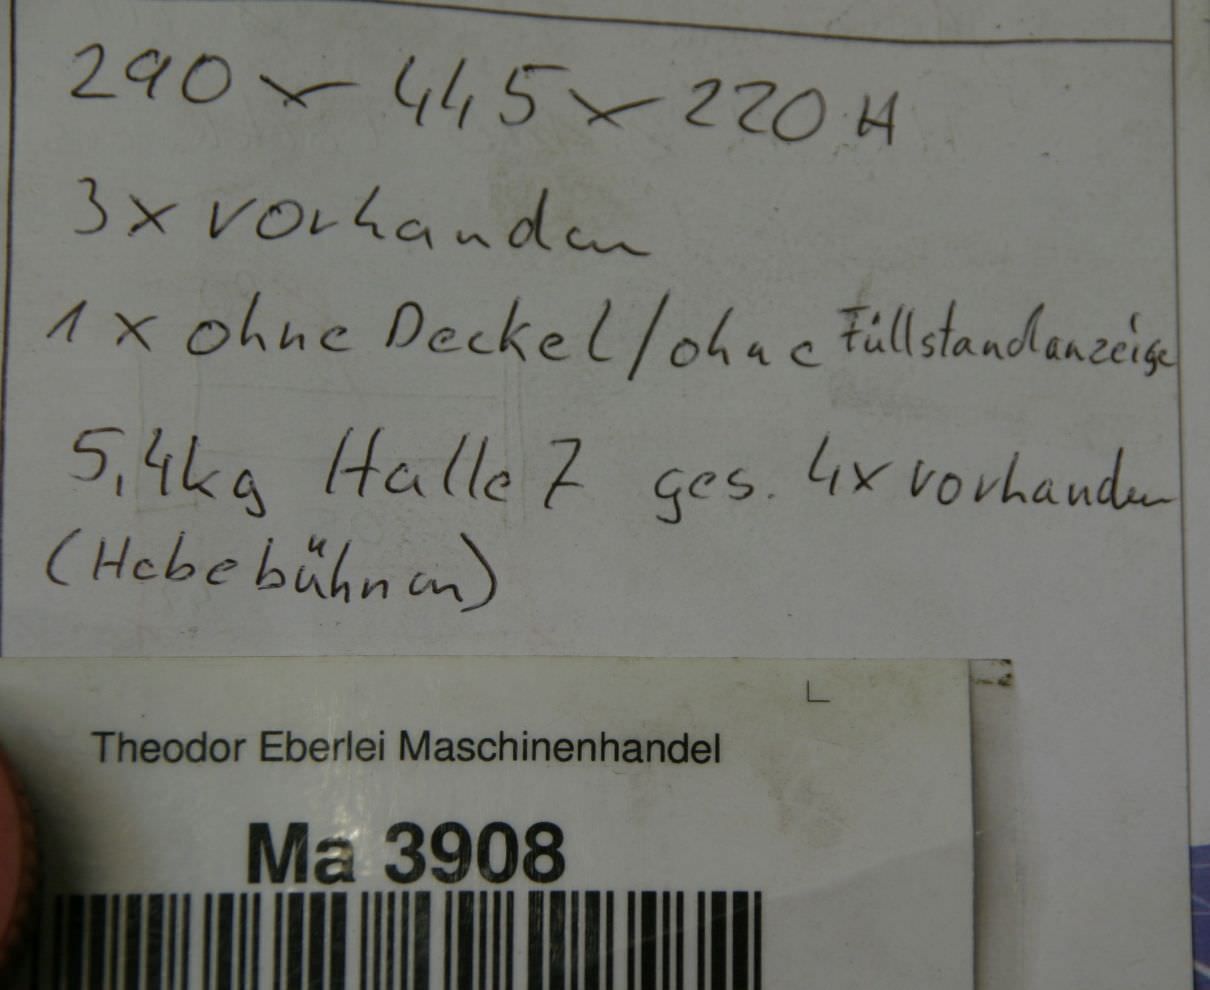 290 x 445 x 220 H
3x vorhanden
1 x ohne Deckel / ohne Füllstandanzeige
5,4kg Halle 7 ges. 4x vorhanden
(Hebebühnen)
Theodor Eberlei Maschinenhandel
Ma 3908